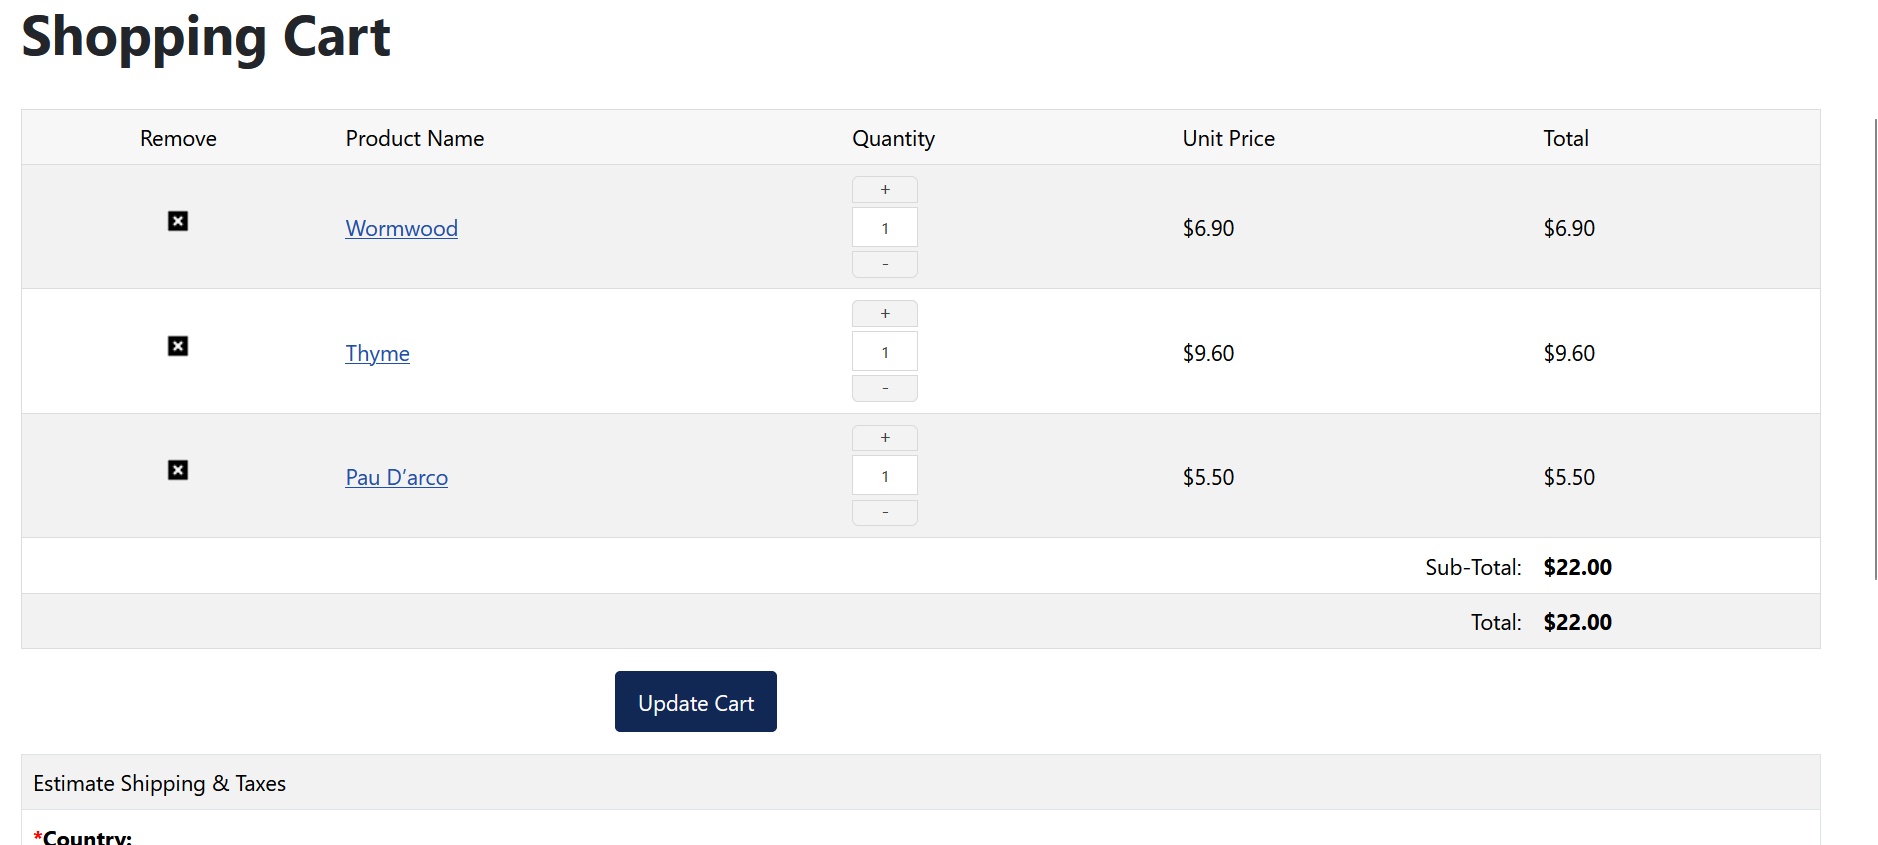 Shopping Cart
Remove Product Name Quantity Unit Price Total
+
Wormwood 1 $6.90 $6.90
-
+
Thyme 1 $9.60 $9.60
-
+
Pau D’arco 1 $5.50 $5.50
-
Sub-Total: $22.00
Total: $22.00
Update Cart
Estimate Shipping & Taxes
*Country: